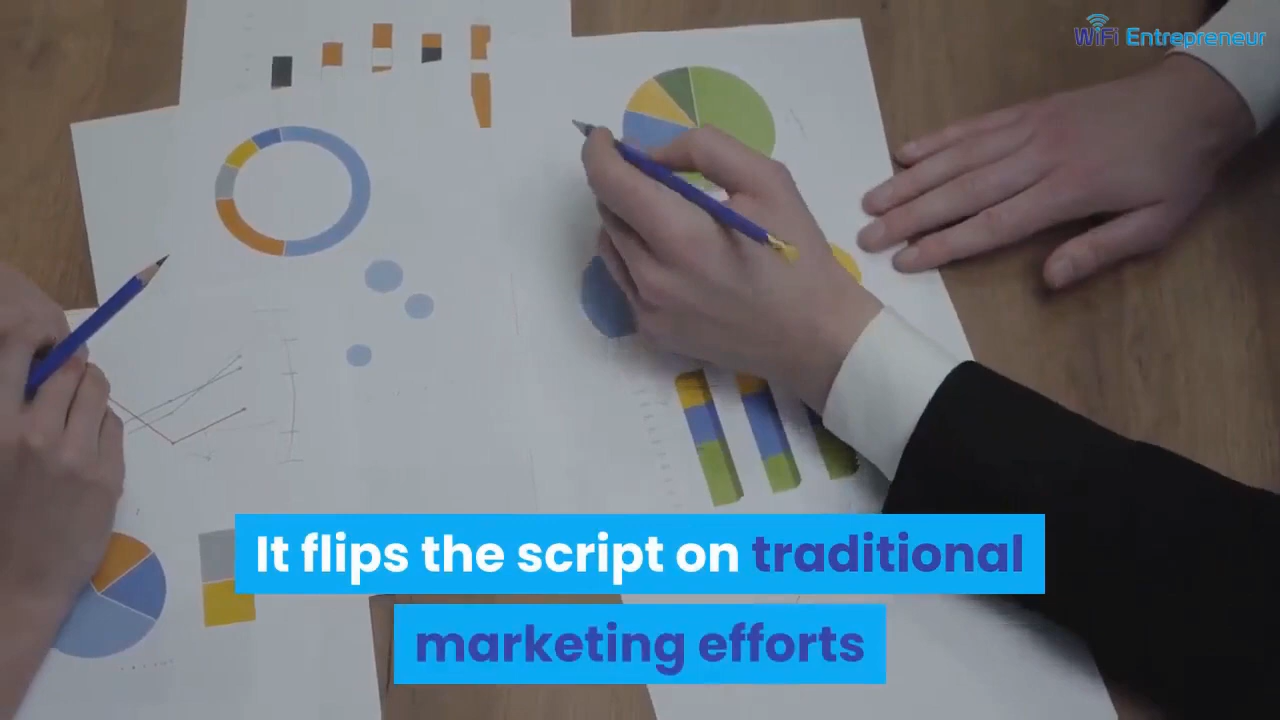 WiFi Entrepreneur
It flips the script on traditional
marketing efforts